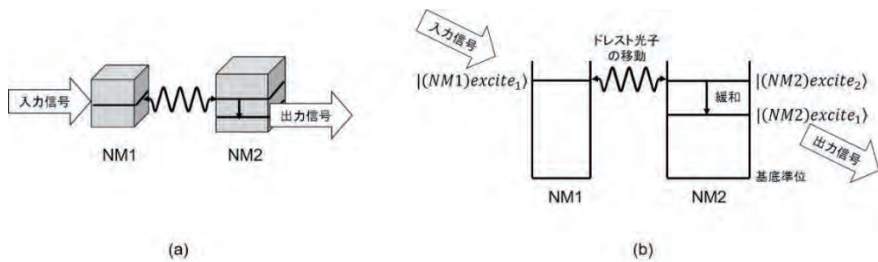 入力信号
出力信号
NM1
NM2
(a)
入力信号
ドレスト光子
の移動
|(NM1)excite₁⟩
|(NM2)excite₂⟩
緩和
|(NM2)excite₁⟩
出力信号
基底準位
NM1
NM2
(b)